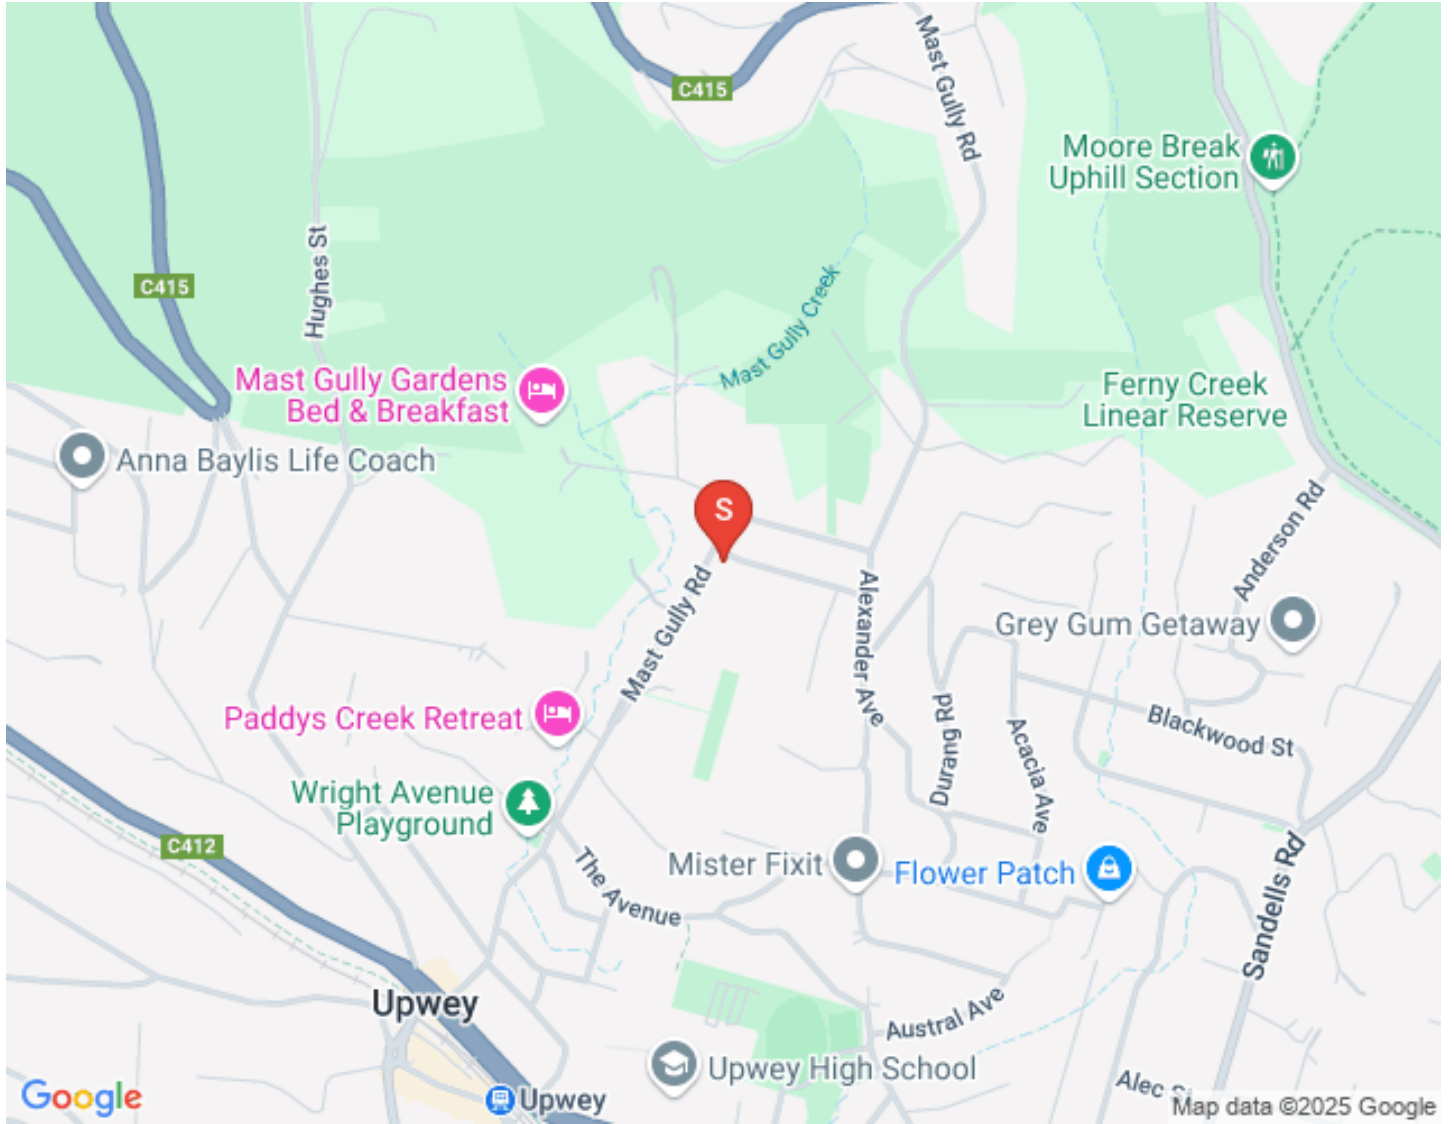 Mast Gully Rd
C415
Moore Break
Uphill Section
Hughes St
C415
Mast Gully Creek
Mast Gully Gardens
Bed & Breakfast
Ferny Creek
Linear Reserve
Anna Baylis Life Coach
S
Anderson Rd
Mast Gully Rd
Alexander Ave
Grey Gum Getaway
Paddys Creek Retreat
Durang Rd
Acacia Ave
Blackwood St
Wright Avenue
Playground
C412
The Avenue
Mister Fixit
Flower Patch
Sandells Rd
Upwey
Austral Ave
Upwey High School
Alec St
Upwey
Google
Map data ©2025 Google